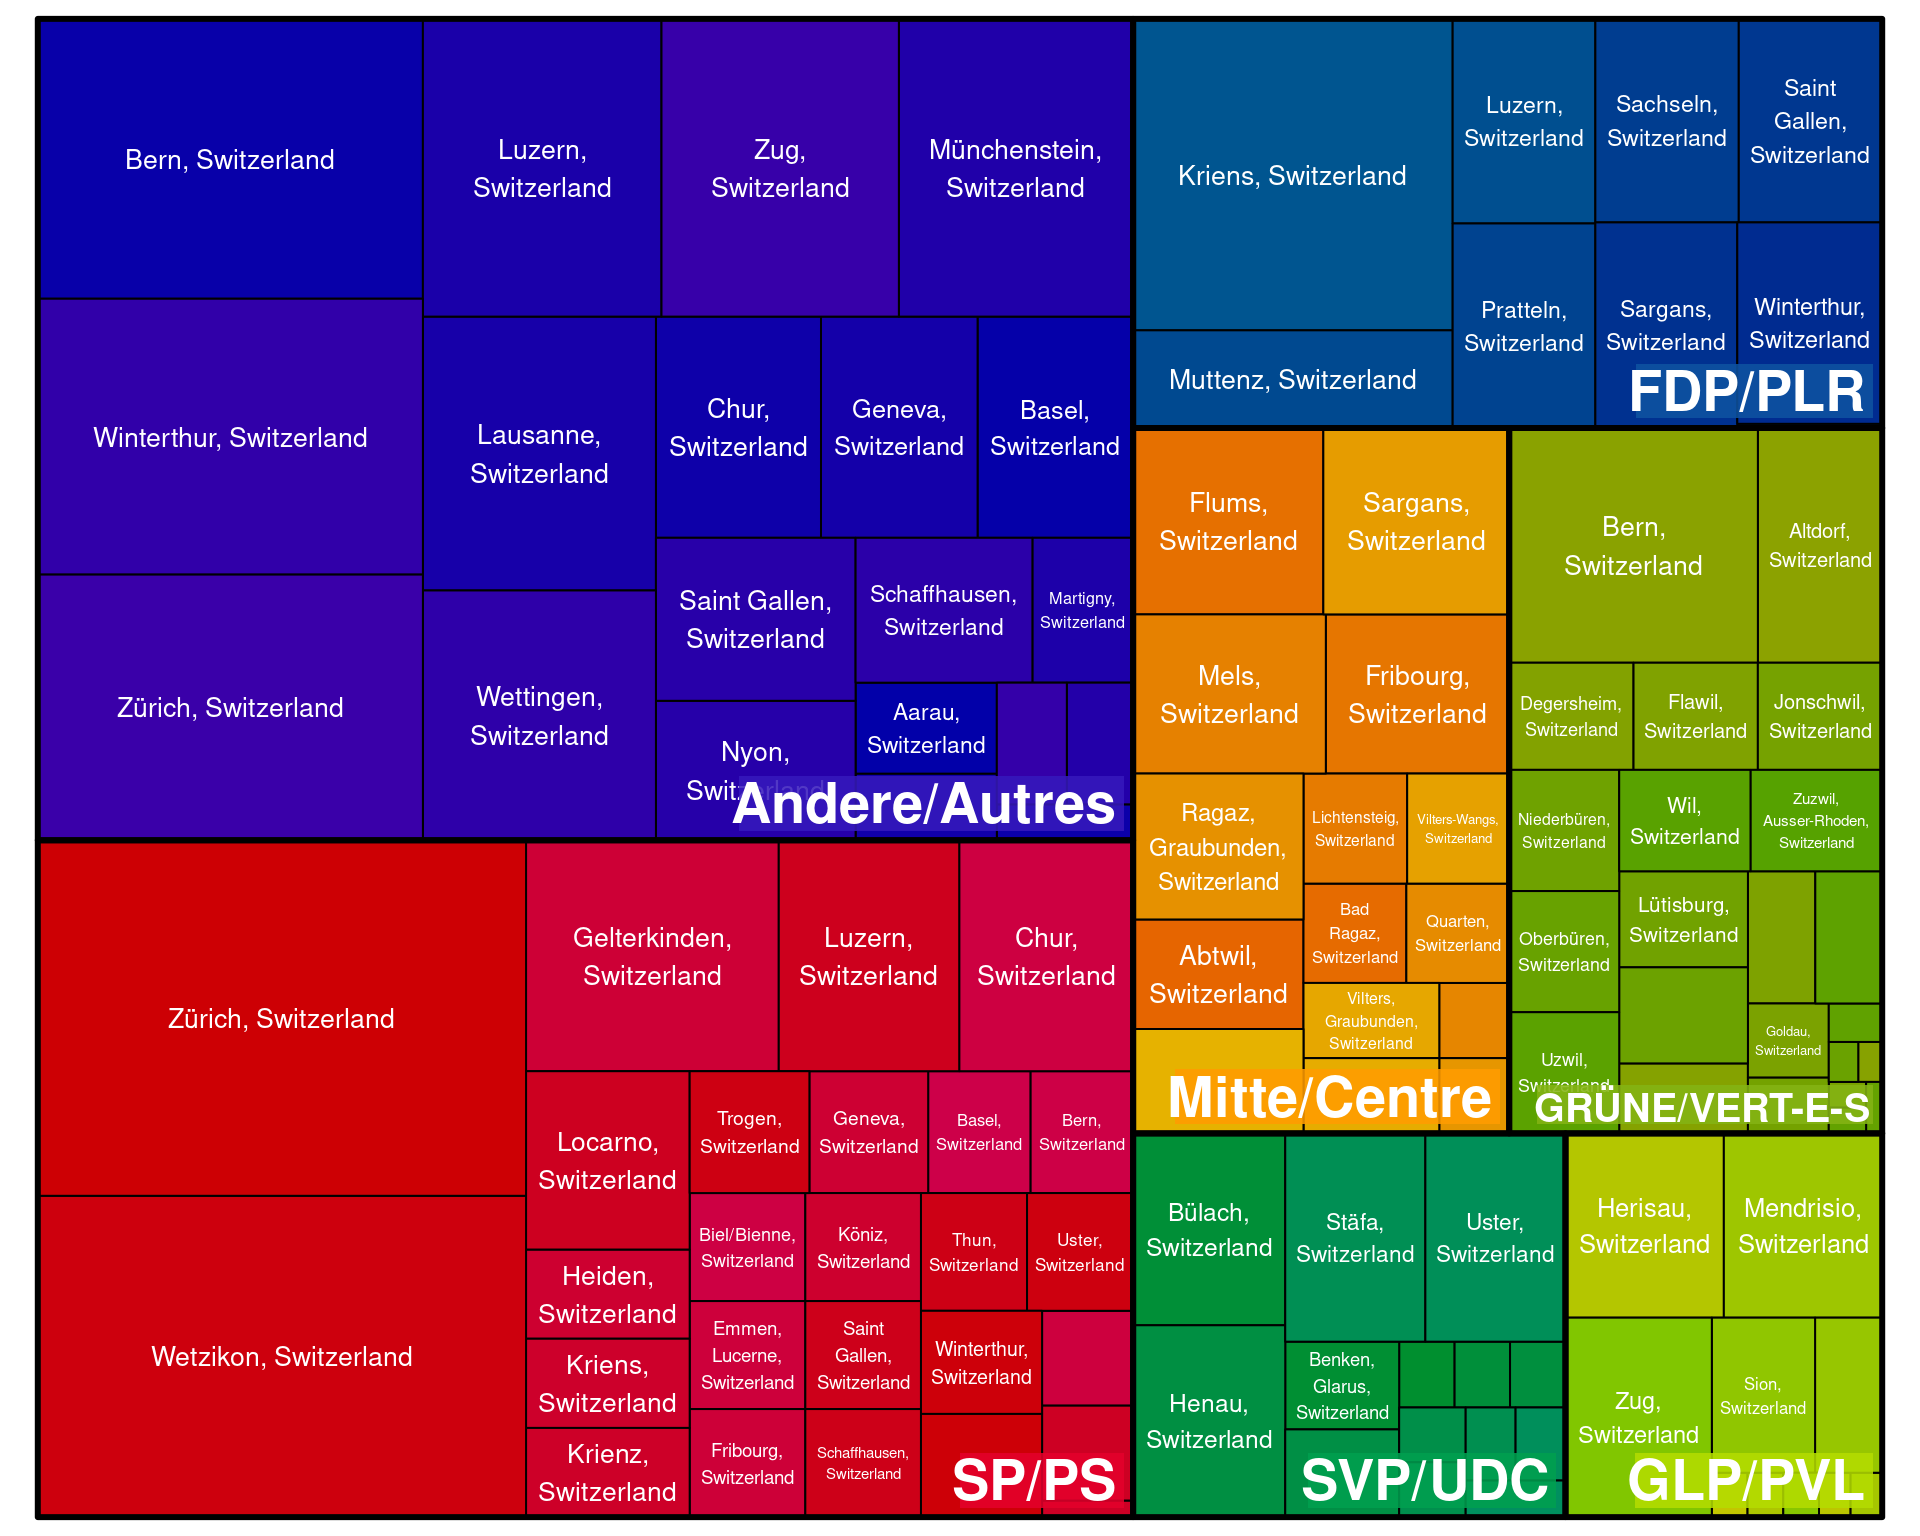 Bern, Switzerland
Winterthur, Switzerland
Zürich, Switzerland
Luzern,
Switzerland
Zug,
Switzerland
Münchenstein,
Switzerland
Lausanne,
Switzerland
Wettingen,
Switzerland
Chur,
Switzerland
Geneva,
Switzerland
Basel,
Switzerland
Saint Gallen,
Switzerland
Schaffhausen,
Switzerland
Martigny,
Switzerland
Nyon,
Switzerland
Aarau,
Switzerland
Andere/Autres
Kriens, Switzerland
Muttenz, Switzerland
Luzern,
Switzerland
Sachseln,
Switzerland
Saint
Gallen,
Switzerland
Pratteln,
Switzerland
Sargans,
Switzerland
Winterthur,
Switzerland
FDP/PLR
Flums,
Switzerland
Sargans,
Switzerland
Mels,
Switzerland
Fribourg,
Switzerland
Ragaz,
Graubunden,
Switzerland
Lichtensteig,
Switzerland
Vilters-Wangs,
Switzerland
Bad
Ragaz,
Switzerland
Quarten,
Switzerland
Abtwil,
Switzerland
Vilters,
Graubunden,
Switzerland
Mitte/Centre
Bern,
Switzerland
Altdorf,
Switzerland
Degersheim,
Switzerland
Flawil,
Switzerland
Jonschwil,
Switzerland
Niederbüren,
Switzerland
Wil,
Switzerland
Zuzwil,
Ausser-Rhoden,
Switzerland
Oberbüren,
Switzerland
Lütisburg,
Switzerland
Goldau,
Switzerland
Uzwil,
Switzerland
GRÜNE/VERT-E-S
Zürich, Switzerland
Wetzikon, Switzerland
Gelterkinden,
Switzerland
Luzern,
Switzerland
Chur,
Switzerland
Locarno,
Switzerland
Heiden,
Switzerland
Kriens,
Switzerland
Krienz,
Switzerland
Trogen,
Switzerland
Geneva,
Switzerland
Basel,
Switzerland
Bern,
Switzerland
Biel/Bienne,
Switzerland
Köniz,
Switzerland
Thun,
Switzerland
Uster,
Switzerland
Emmen,
Lucerne,
Switzerland
Saint
Gallen,
Switzerland
Winterthur,
Switzerland
Fribourg,
Switzerland
Schaffhausen,
Switzerland
SP/PS
Bülach,
Switzerland
Henau,
Switzerland
Stäfa,
Switzerland
Uster,
Switzerland
Benken,
Glarus,
Switzerland
SVP/UDC
Herisau,
Switzerland
Mendrisio,
Switzerland
Zug,
Switzerland
Sion,
Switzerland
GLP/PVL